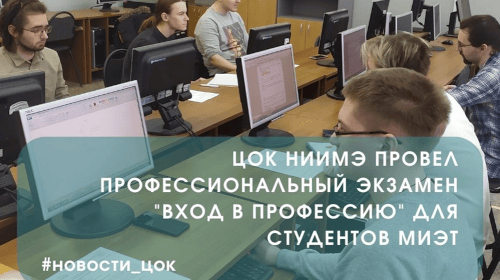 ЦОК НИИМЭ ПРОВЕЛ
ПРОФЕССИОНАЛЬНЫЙ ЭКЗАМЕН
"ВХОД В ПРОФЕССИЮ" ДЛЯ
СТУДЕНТОВ МИЭТ
#НОВОСТИ_ЦОК